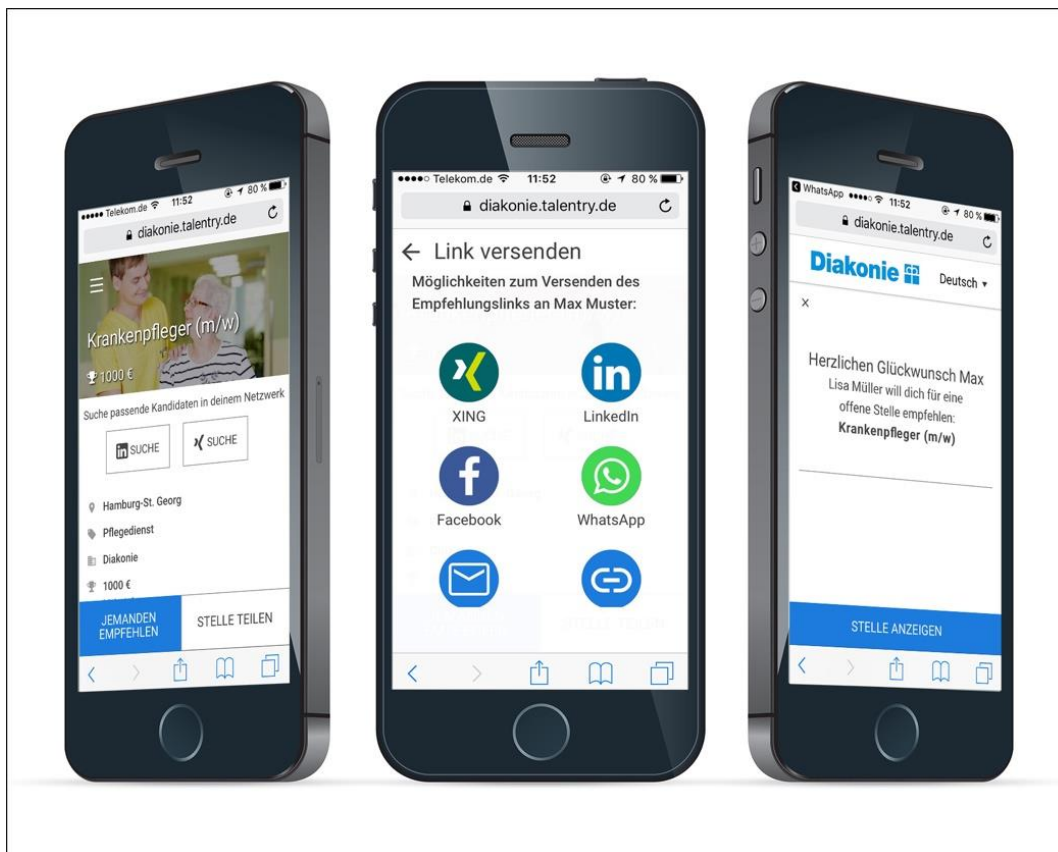 Telekom.de 11:52 80 %
diakonie.talentry.de
Krankenpfleger (m/w)
1000 €
Suche passende Kandidaten in deinem Netzwerk
in SUCHE
SUCHE
Hamburg-St. Georg
Pflegedienst
Diakonie
1000 €
JEMANDEN
EMPFEHLEN
STELLE TEILEN
Telekom.de 11:52 80 %
diakonie.talentry.de
Link versenden
Möglichkeiten zum Versenden des
Empfehlungslinks an Max Muster:
in
XING
LinkedIn
f
Facebook
WhatsApp
WhatsApp 11:52 80 %
diakonie.talentry.de
Diakonie
Deutsch
x
Herzlichen Glückwunsch Max
Lisa Müller will dich für eine
offene Stelle empfehlen:
Krankenpfleger (m/w)
STELLE ANZEIGEN